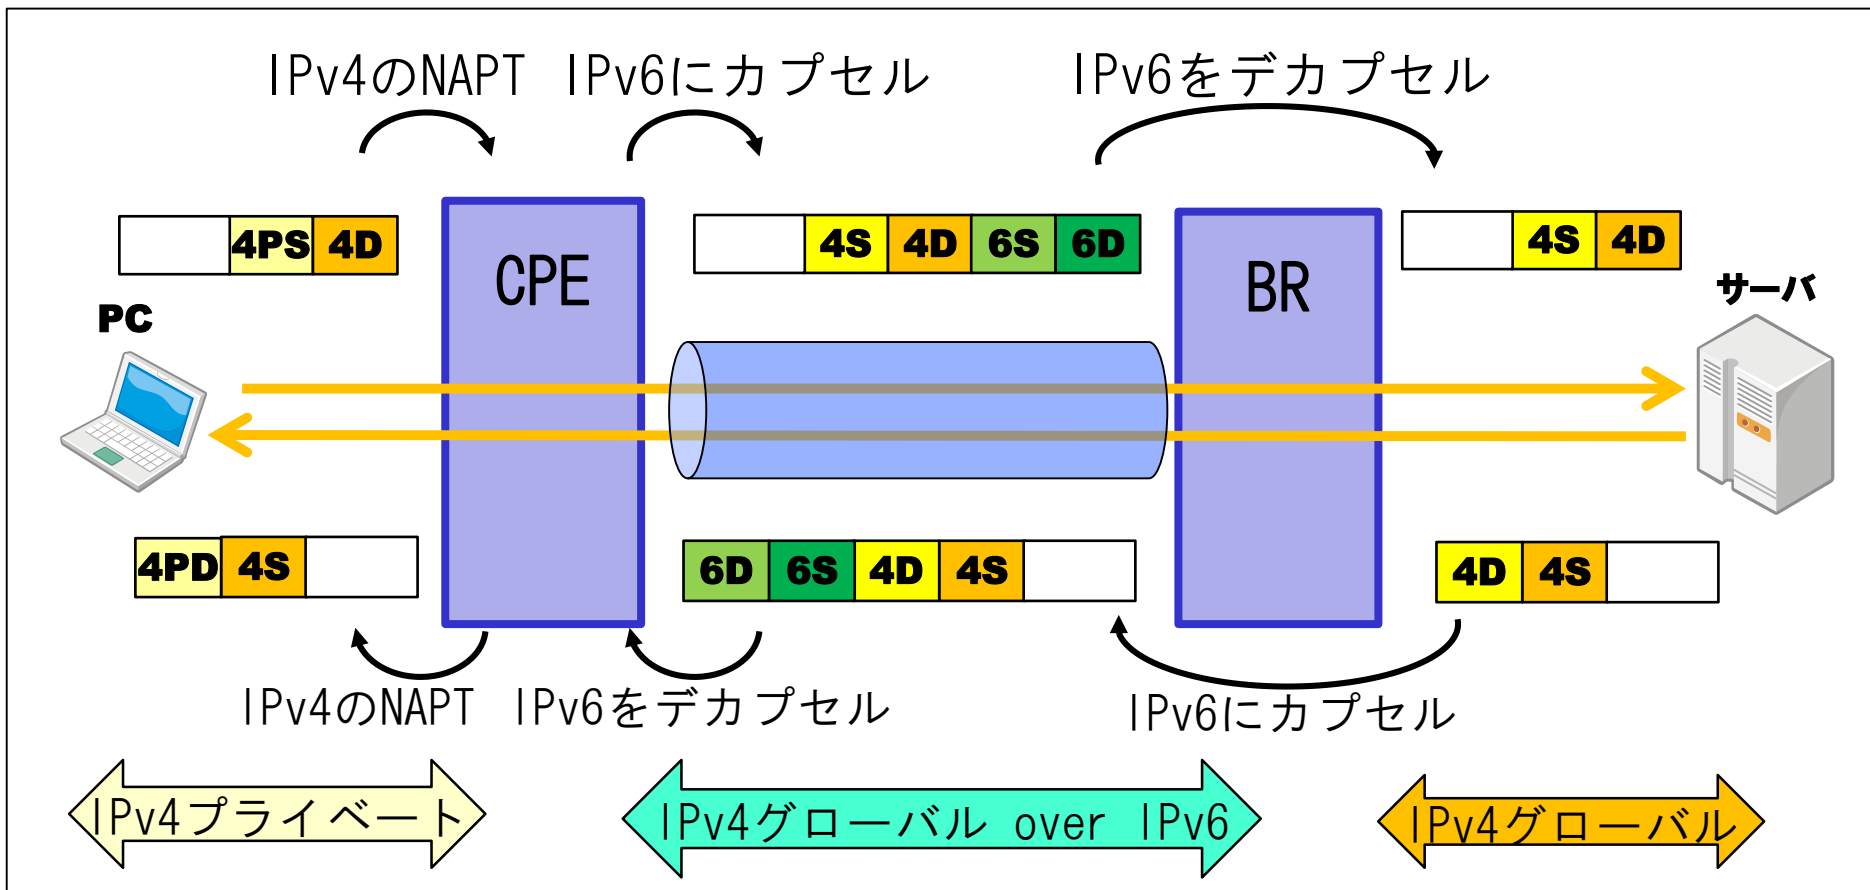 IPv4のNAPT IPv6にカプセル IPv6をデカプセル
4PS 4D
CPE
4S 4D 6S 6D
BR
4S 4D
PC
サーバ
4PD 4S
6D 6S 4D 4S
4D 4S
IPv4のNAPT IPv6をデカプセル IPv6にカプセル
IPv4プライベート
IPv4グローバル over IPv6
IPv4グローバル